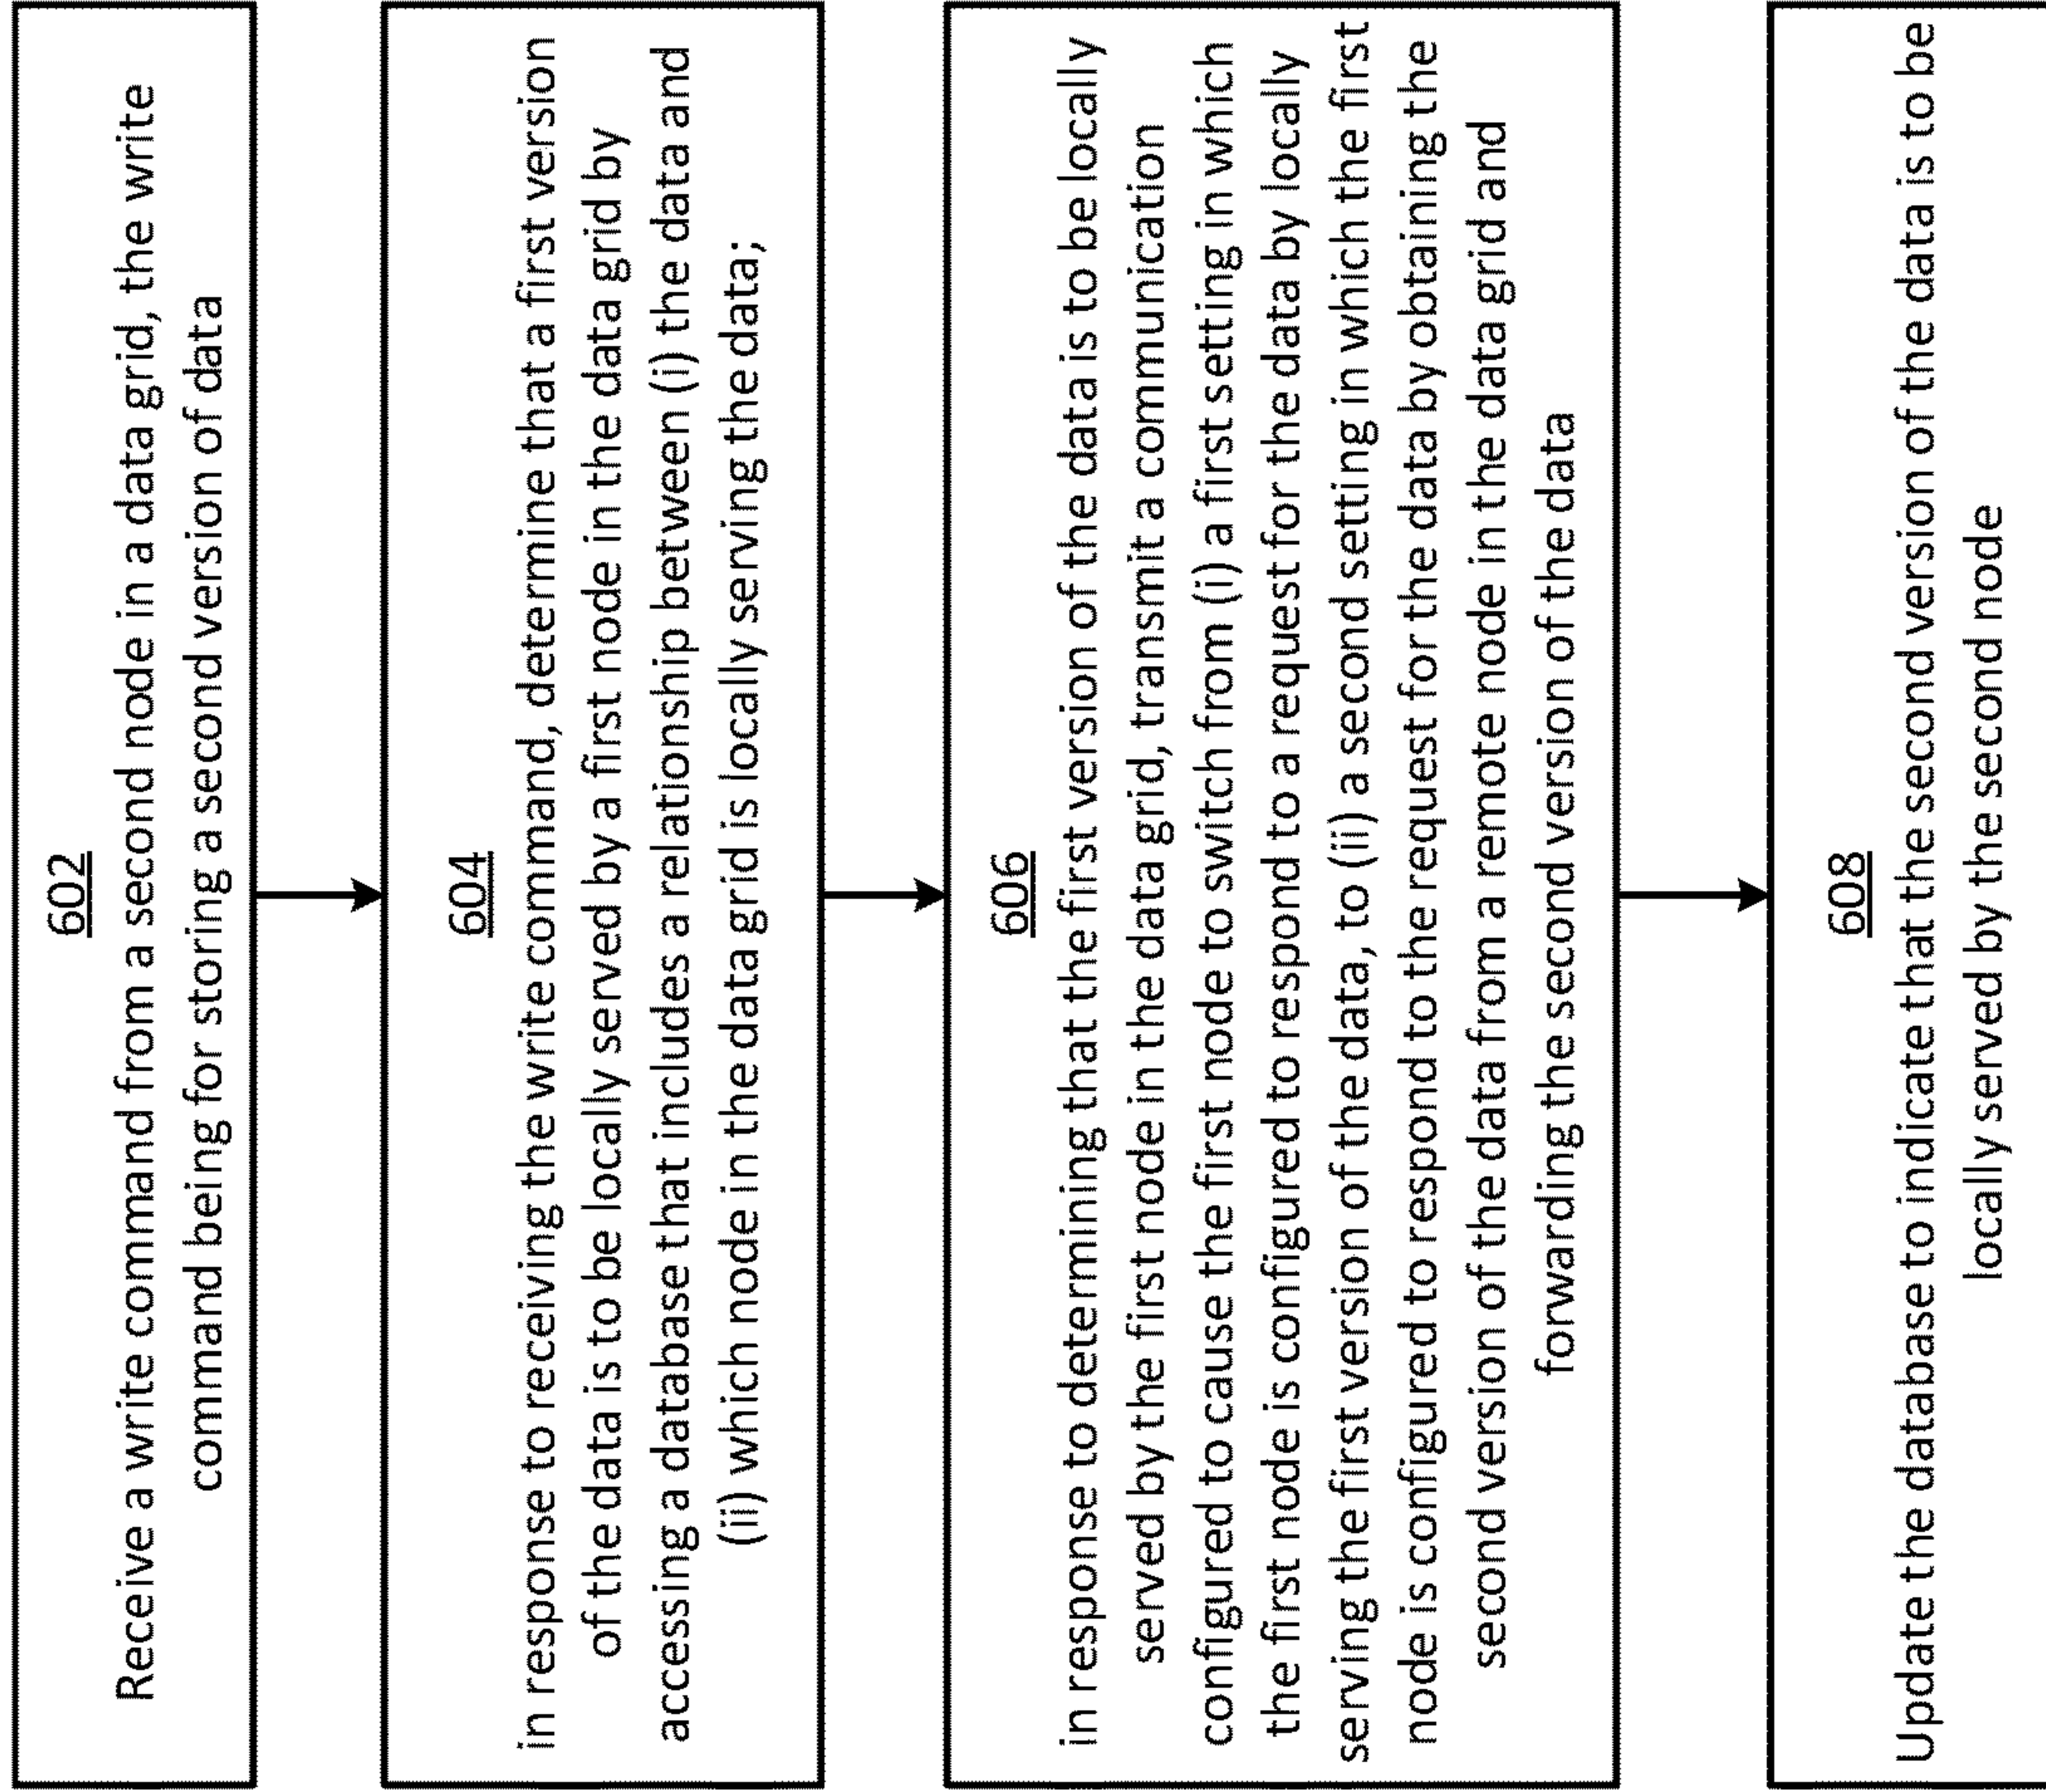 602
Receive a write command from a second node in a data grid, the write
command being for storing a second version of data
604
in response to receiving the write command, determine that a first version
of the data is to be locally served by a first node in the data grid by
accessing a database that includes a relationship between (i) the data and
(ii) which node in the data grid is locally serving the data;
606
in response to determining that the first version of the data is to be locally
served by the first node in the data grid, transmit a communication
configured to cause the first node to switch from (i) a first setting in which
the first node is configured to respond to a request for the data by locally
serving the first version of the data, to (ii) a second setting in which the first
node is configured to respond to the request for the data by obtaining the
second version of the data from a remote node in the data grid and
forwarding the second version of the data
608
Update the database to indicate that the second version of the data is to be
locally served by the second node